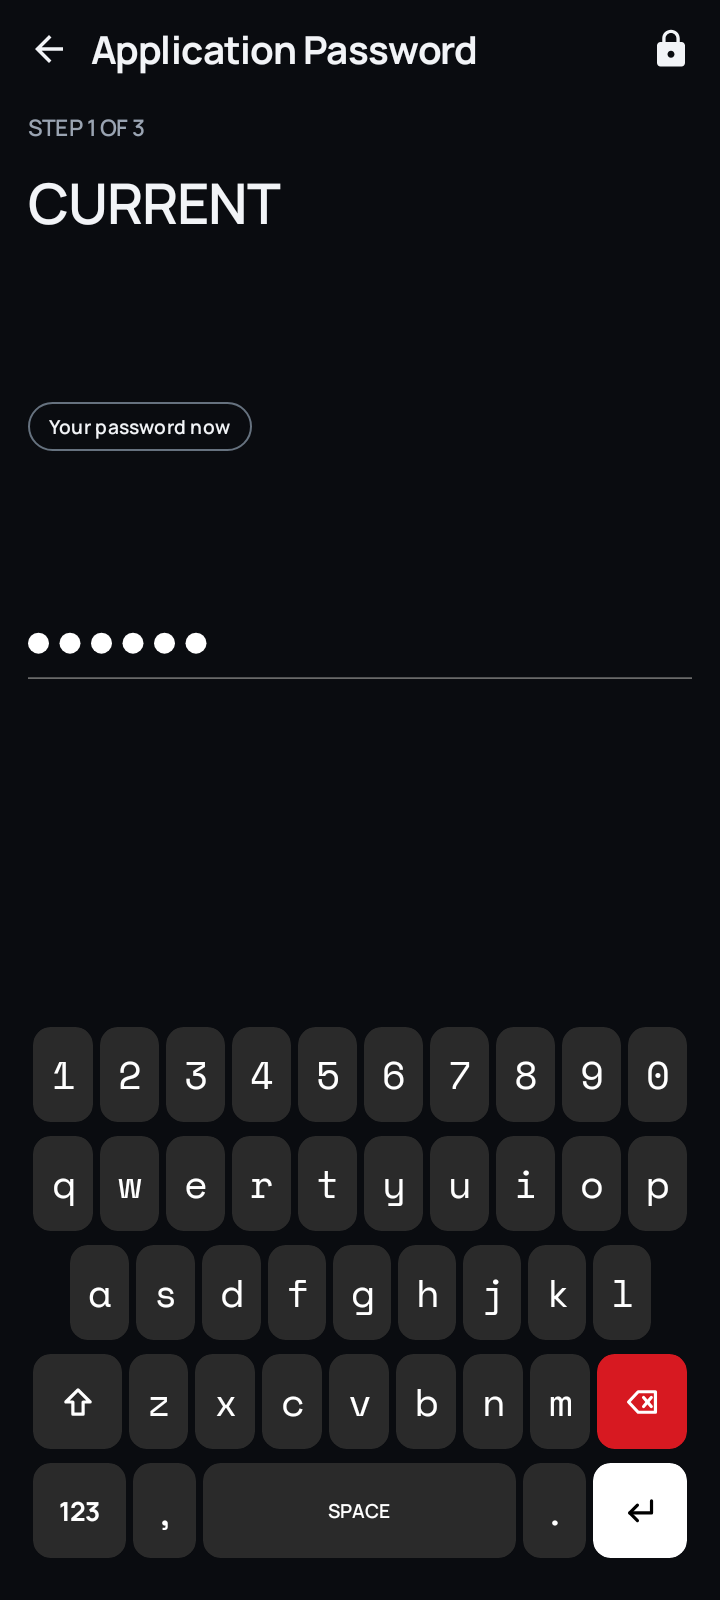 Application Password
STEP 1 OF 3
CURRENT
Your password now
1 2 3 4 5 6 7 8 9 0
q w e r t y u i o p
a s d f g h j k l
z x c v b n m
123 , SPACE .